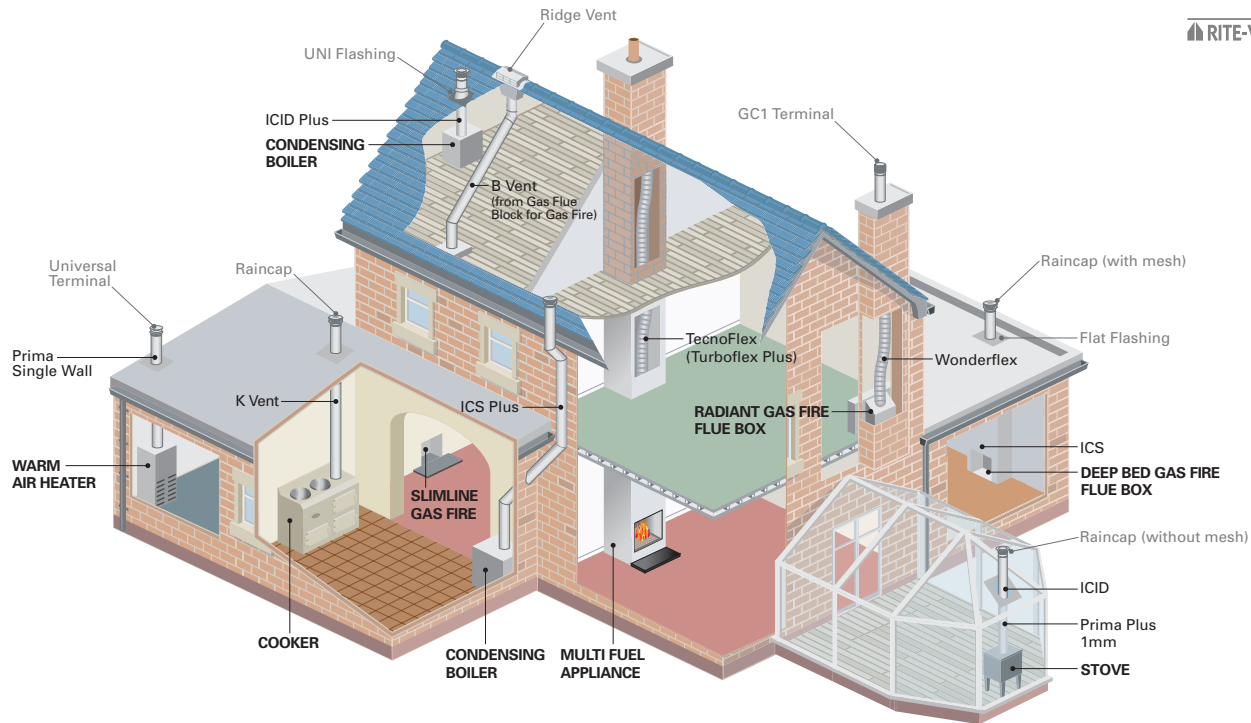 Ridge Vent
RITE-V
UNI Flashing
ICID Plus
CONDENSING
BOILER
GC1 Terminal
B Vent
(from Gas Flue
Block for Gas Fire)
Universal
Terminal
Raincap
Raincap (with mesh)
Prima
Single Wall
TecnoFlex
(Turboflex Plus)
Wonderflex
Flat Flashing
K Vent
ICS Plus
RADIANT GAS FIRE
FLUE BOX
ICS
WARM
AIR HEATER
DEEP BED GAS FIRE
FLUE BOX
SLIMLINE
GAS FIRE
Raincap (without mesh)
ICID
Prima Plus
1mm
COOKER
CONDENSING
BOILER
MULTI FUEL
APPLIANCE
STOVE